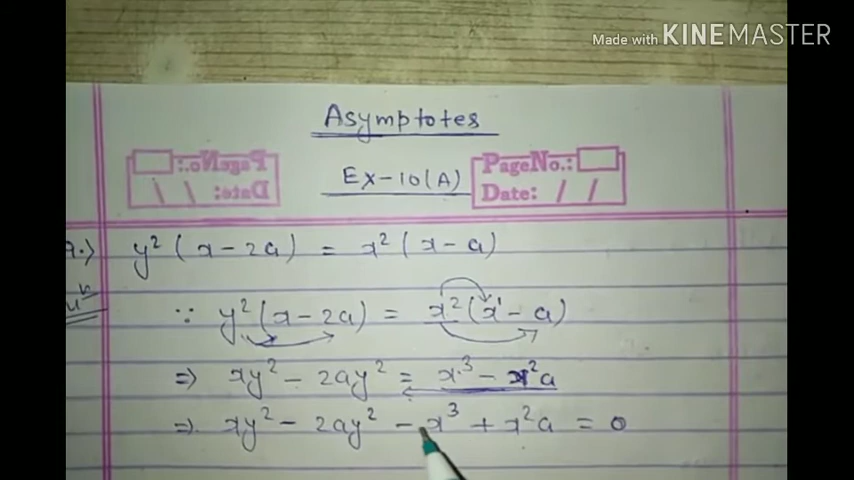 Made with KINEMASTER
Asymptotes
PageNo.:
Date: / /
Ex-10(A)
PageNo.:
Date: / /
y² (x - 2a) = x² (x - a)
∵ y² (x - 2a) = x² (x¹ - a)
⇒ xy² - 2ay² = x³ - x²a
⇒ xy² - 2ay² - x³ + x²a = 0